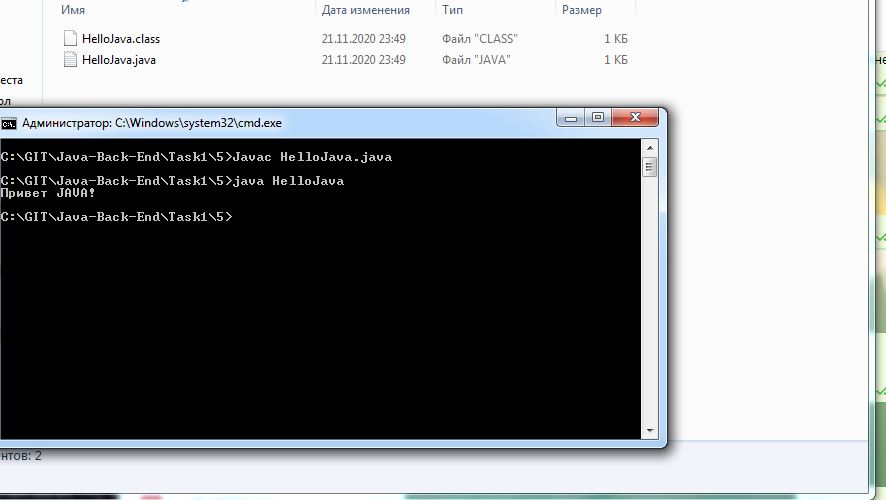 Имя Дата изменения Тип Размер
HelloJava.class 21.11.2020 23:49 Файл "CLASS" 1 КБ
HelloJava.java 21.11.2020 23:49 Файл "JAVA" 1 КБ
Администратор: C:\Windows\system32\cmd.exe
C:\GIT\Java-Back-End\Task1\5>Javac HelloJava.java
C:\GIT\Java-Back-End\Task1\5>java HelloJava
Привет JAVA!
C:\GIT\Java-Back-End\Task1\5>
нтов: 2